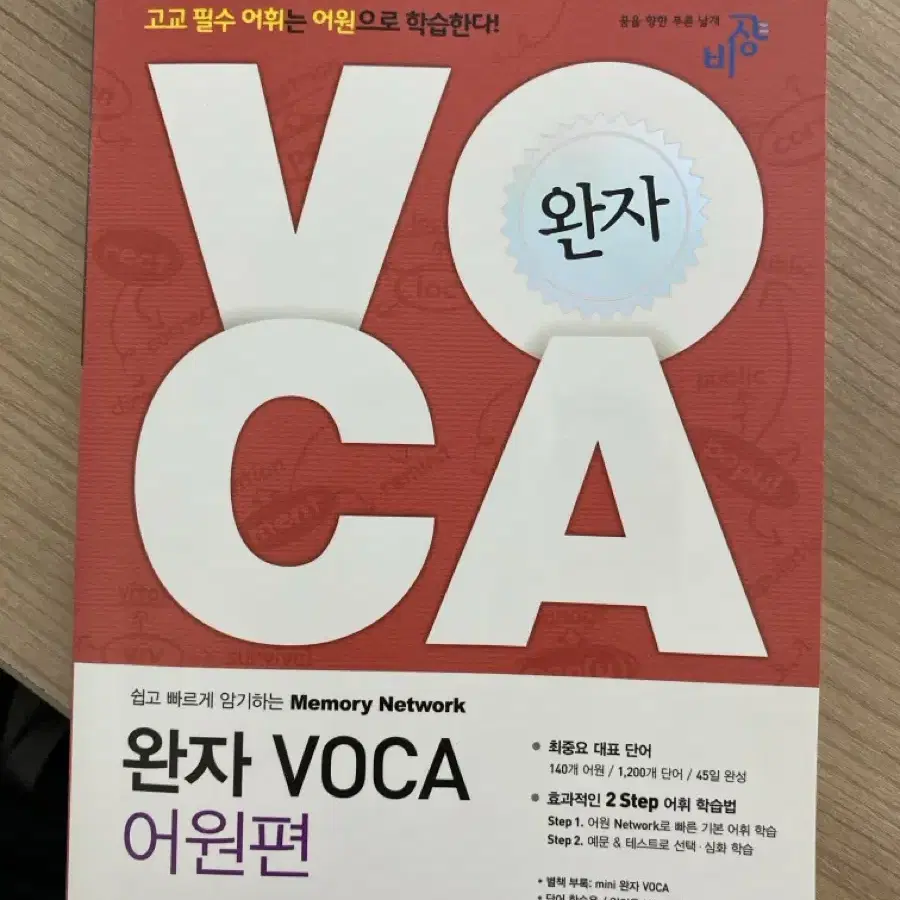 고교 필수 어휘는 어원으로 학습한다!
꿈을 향한 푸른 날개
비상
VO
완자
CA
쉽고 빠르게 암기하는 Memory Network
완자 VOCA
어원편
• 최중요 대표 단어
140개 어원 / 1,200개 단어 / 45일 완성
• 효과적인 2 Step 어휘 학습법
Step 1. 어원 Network로 빠른 기본 어휘 학습
Step 2. 예문 & 테스트로 선택·심화 학습
• 별책 부록: mini 완자 VOCA